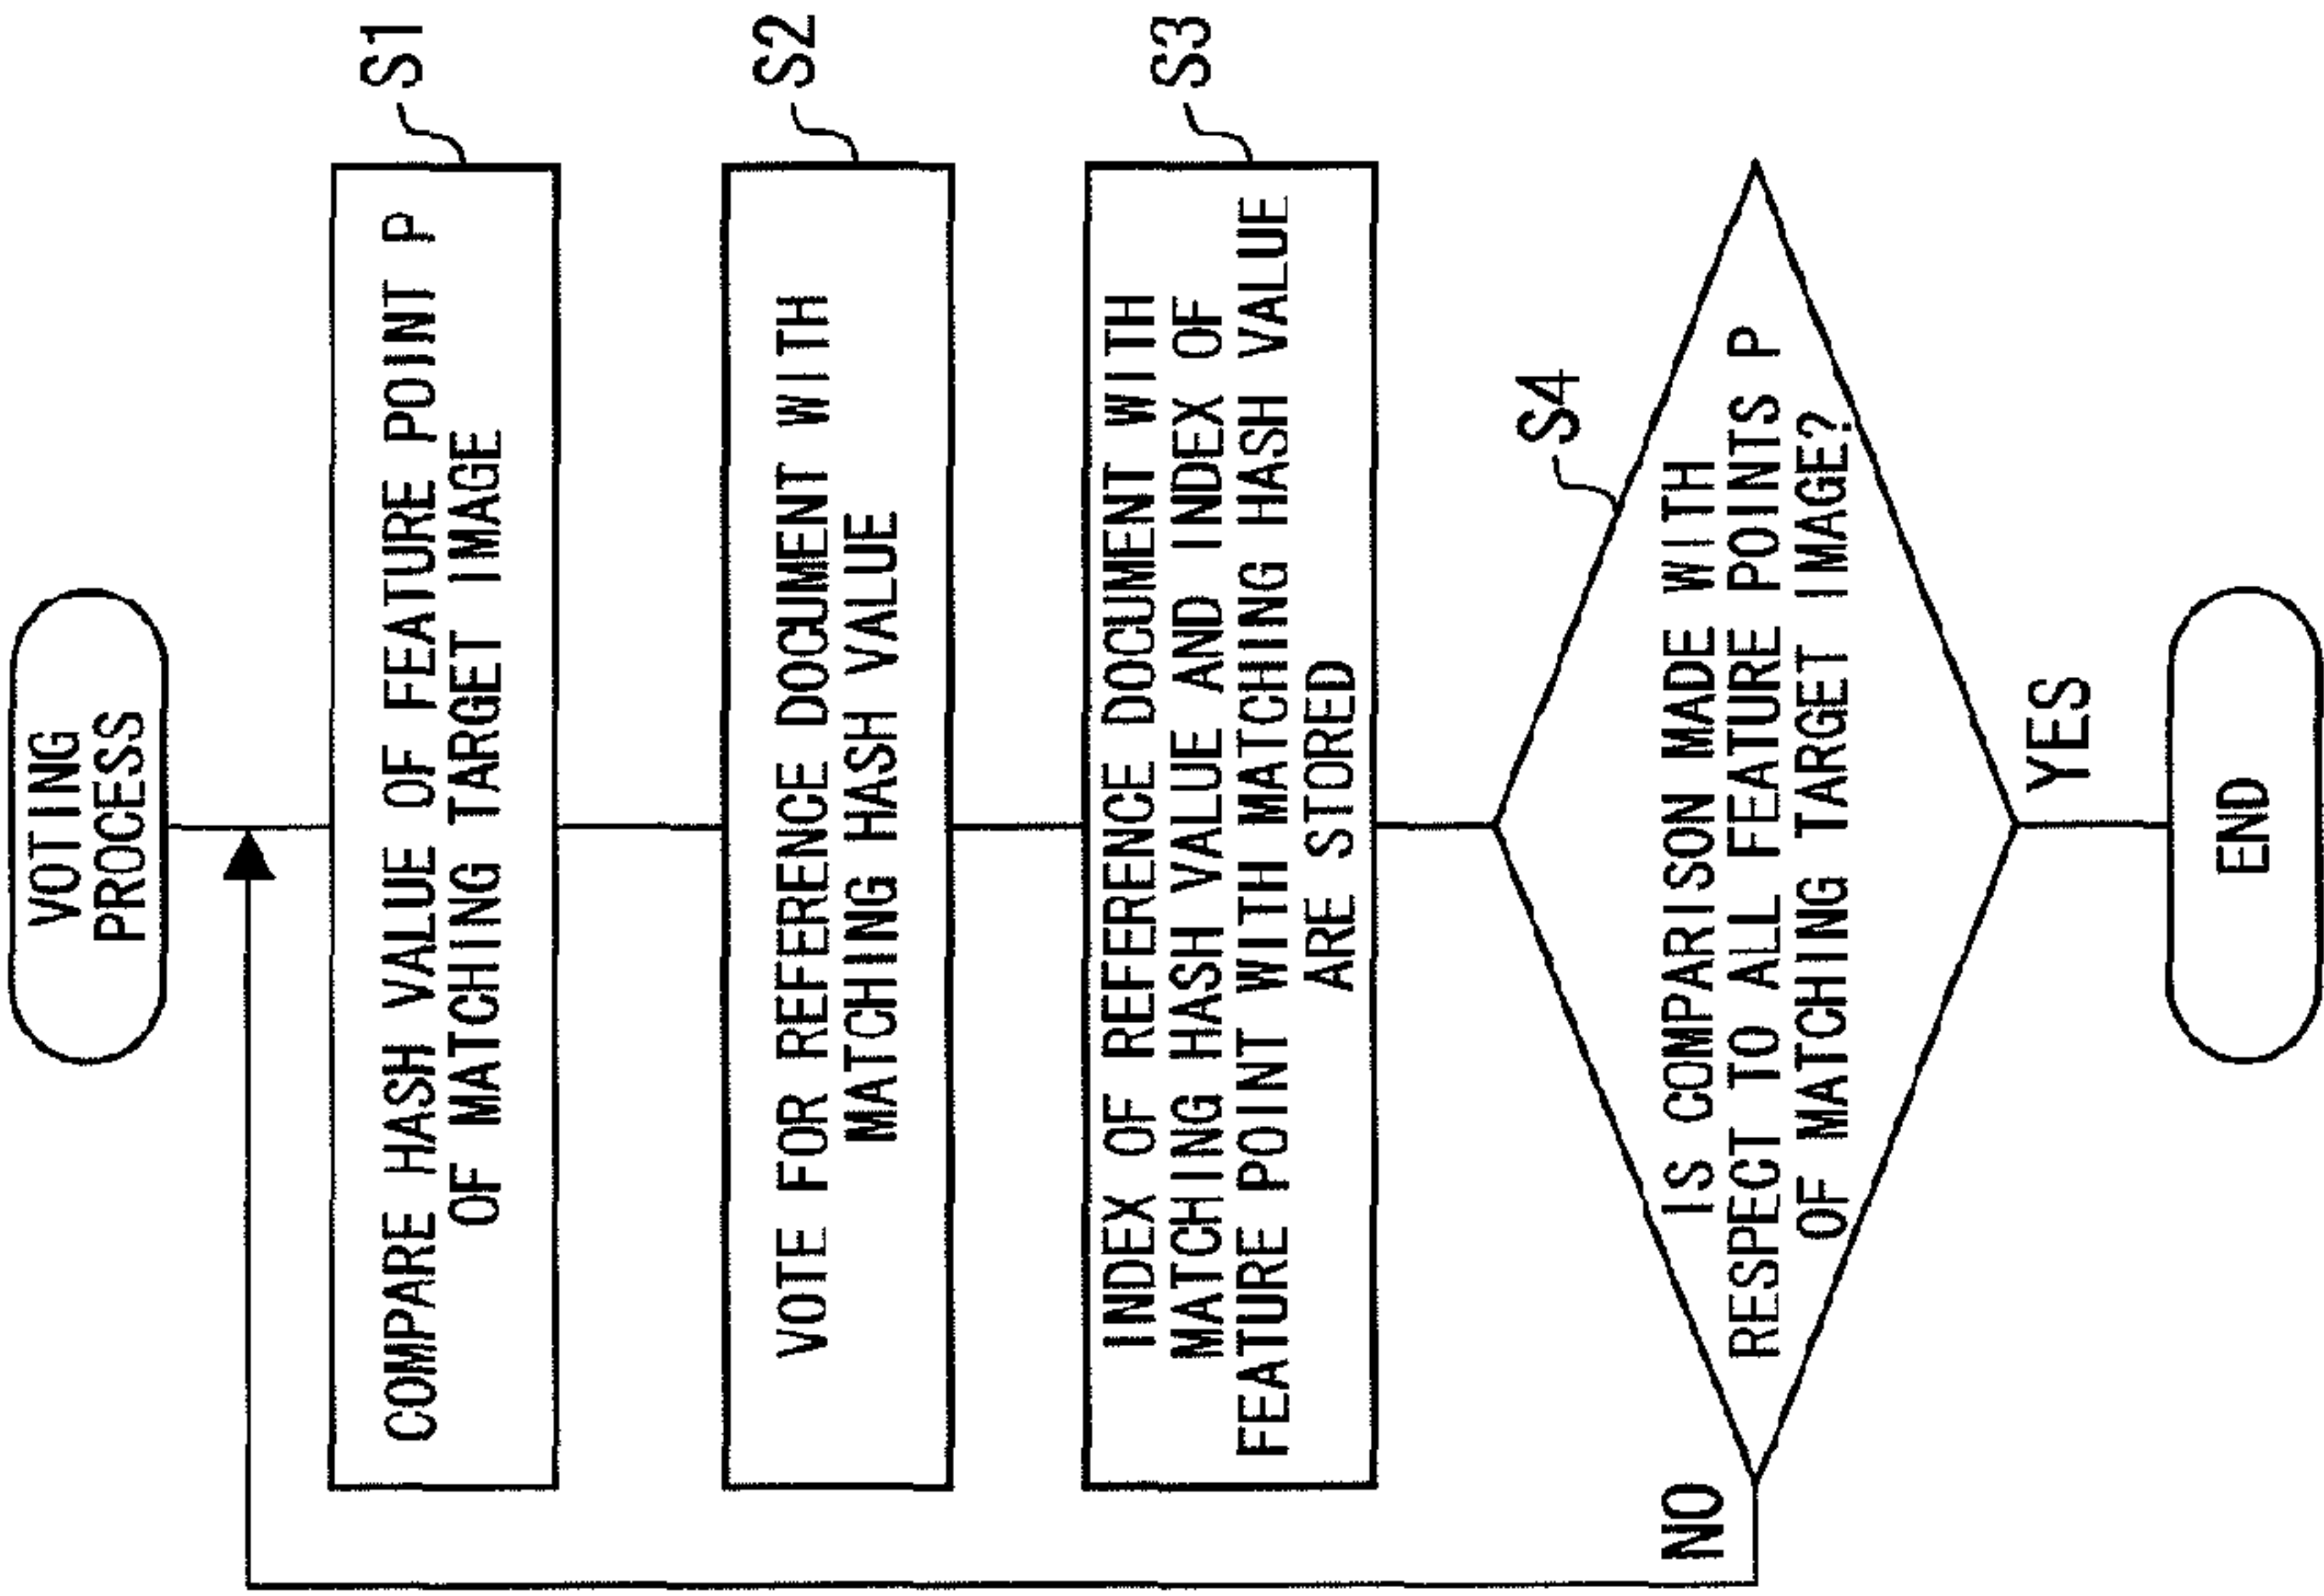 VOTING
PROCESS
S1
COMPARE HASH VALUE OF FEATURE POINT P
OF MATCHING TARGET IMAGE
S2
VOTE FOR REFERENCE DOCUMENT WITH
MATCHING HASH VALUE
S3
INDEX OF REFERENCE DOCUMENT WITH
MATCHING HASH VALUE AND INDEX OF
FEATURE POINT WITH MATCHING HASH VALUE
ARE STORED
S4
IS COMPARISON MADE WITH
RESPECT TO ALL FEATURE POINTS P
OF MATCHING TARGET IMAGE?
NO
YES
END